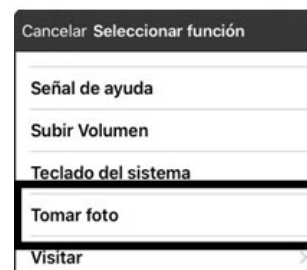 Cancelar Seleccionar función
Señal de ayuda
Subir Volumen
Teclado del sistema
Tomar foto
Visitar